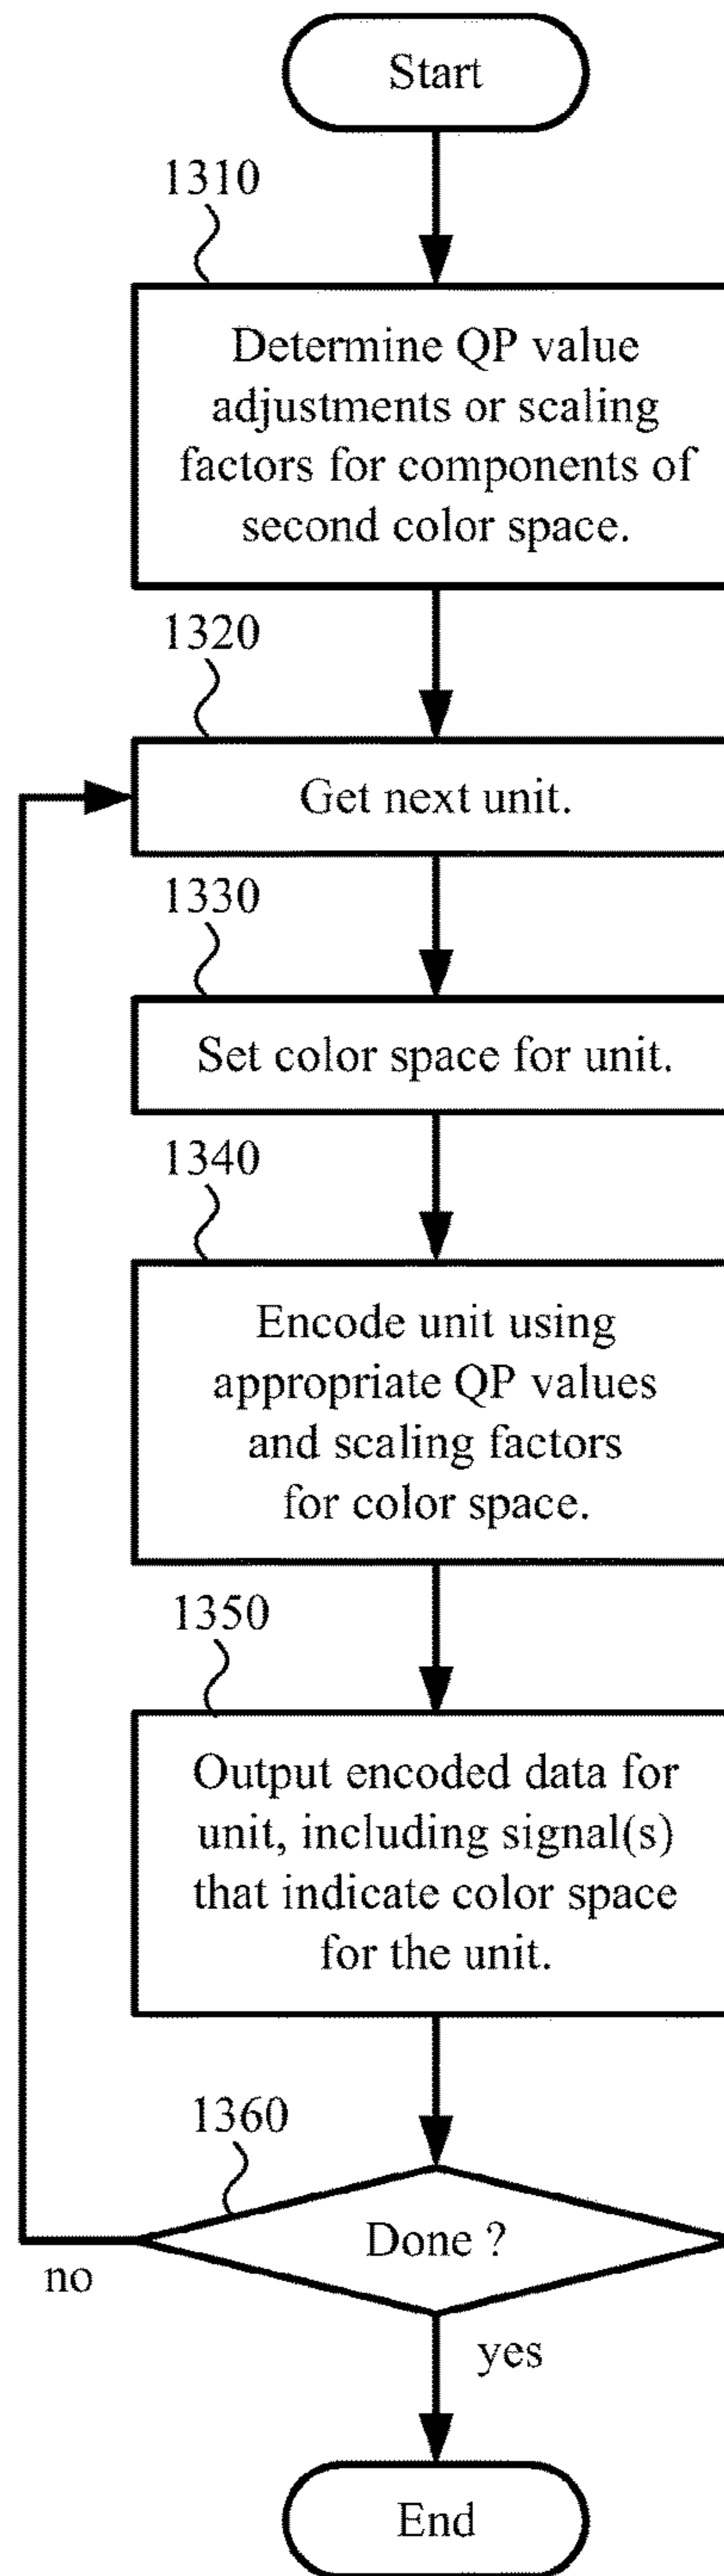 Start
1310
Determine QP value
adjustments or scaling
factors for components of
second color space.
1320
Get next unit.
1330
Set color space for unit.
1340
Encode unit using
appropriate QP values
and scaling factors
for color space.
1350
Output encoded data for
unit, including signal(s)
that indicate color space
for the unit.
1360
Done ?
no
yes
End